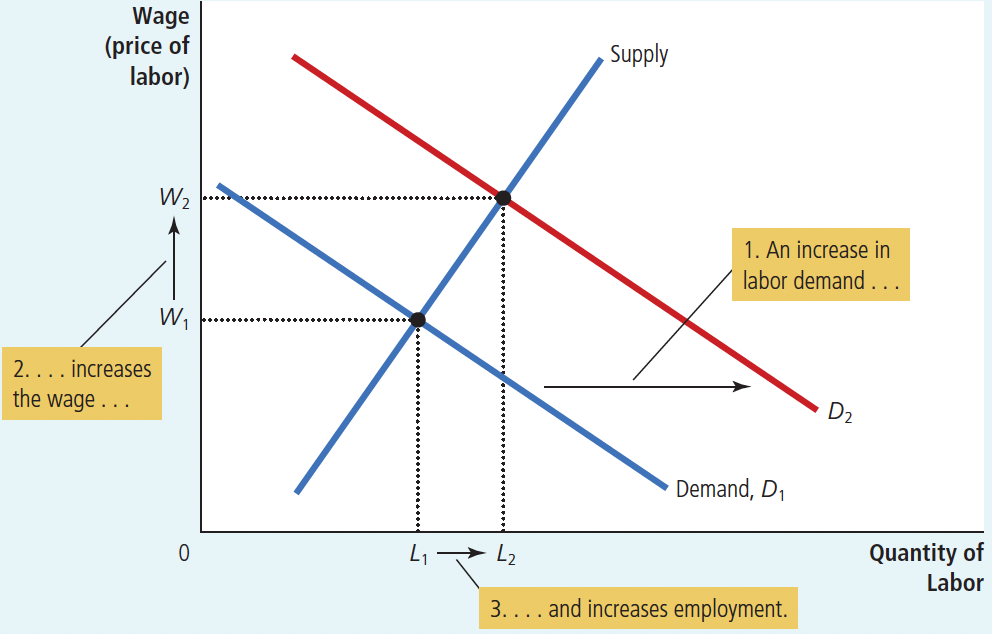 Wage
(price of
labor)
Supply
W2
1. An increase in
labor demand . . .
W1
2. . . . increases
the wage . . .
D2
Demand, D1
0
L1
L2
Quantity of
Labor
3. . . . and increases employment.